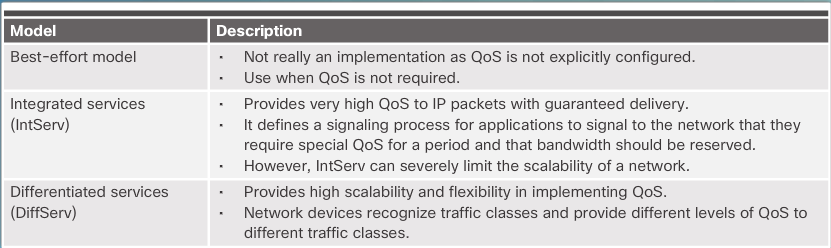 Model
Description
Best-effort model
· Not really an implementation as QoS is not explicitly configured.
· Use when QoS is not required.
Integrated services
(IntServ)
· Provides very high QoS to IP packets with guaranteed delivery.
· It defines a signaling process for applications to signal to the network that they
require special QoS for a period and that bandwidth should be reserved.
· However, IntServ can severely limit the scalability of a network.
Differentiated services
(DiffServ)
· Provides high scalability and flexibility in implementing QoS.
· Network devices recognize traffic classes and provide different levels of QoS to
different traffic classes.